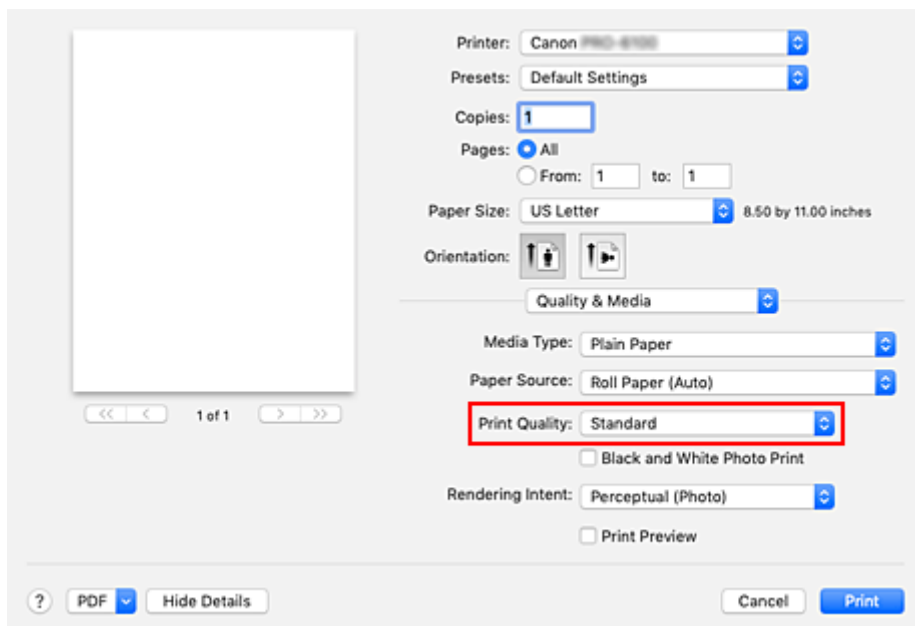 Printer: Canon
Presets: Default Settings
Copies: 1
Pages: All
From: 1 to: 1
Paper Size: US Letter 8.50 by 11.00 inches
Orientation:
Quality & Media
Media Type: Plain Paper
Paper Source: Roll Paper (Auto)
<< < 1 of 1 > >>
Print Quality: Standard
Black and White Photo Print
Rendering Intent: Perceptual (Photo)
Print Preview
? PDF Hide Details Cancel Print